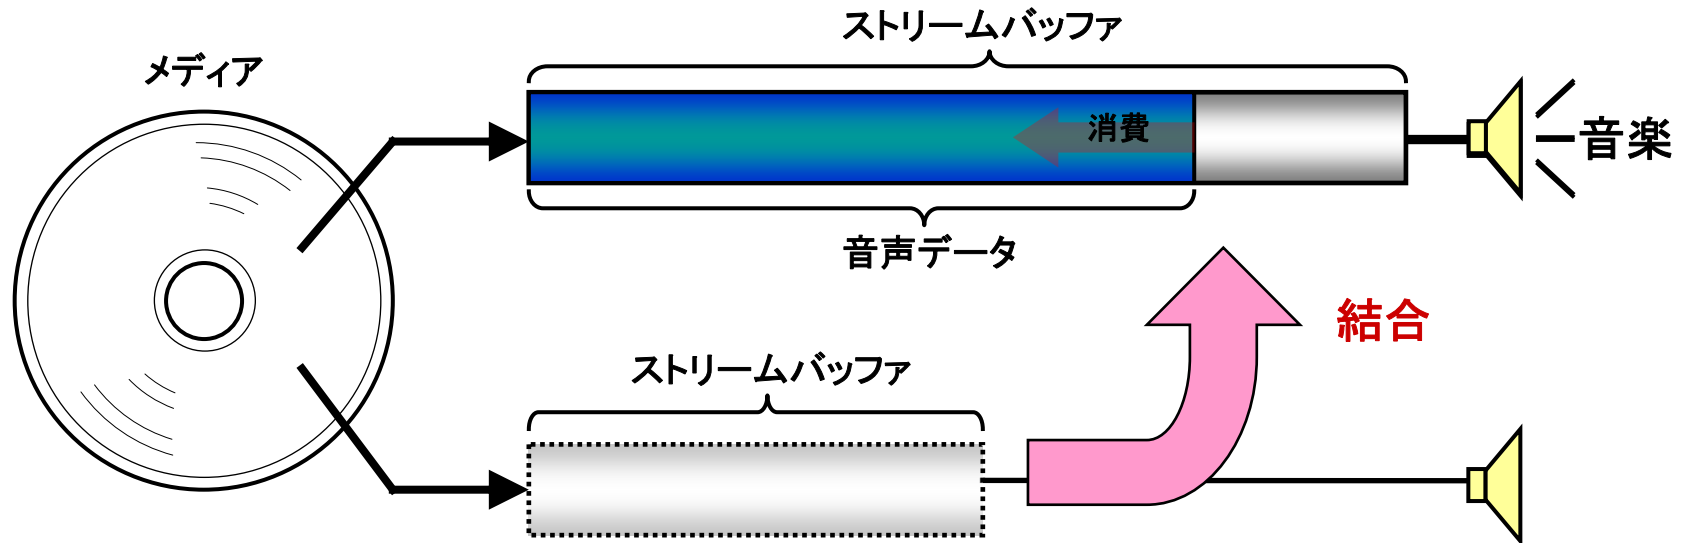 ストリームバッファ
メディア
消費
音楽
音声データ
結合
ストリームバッファ